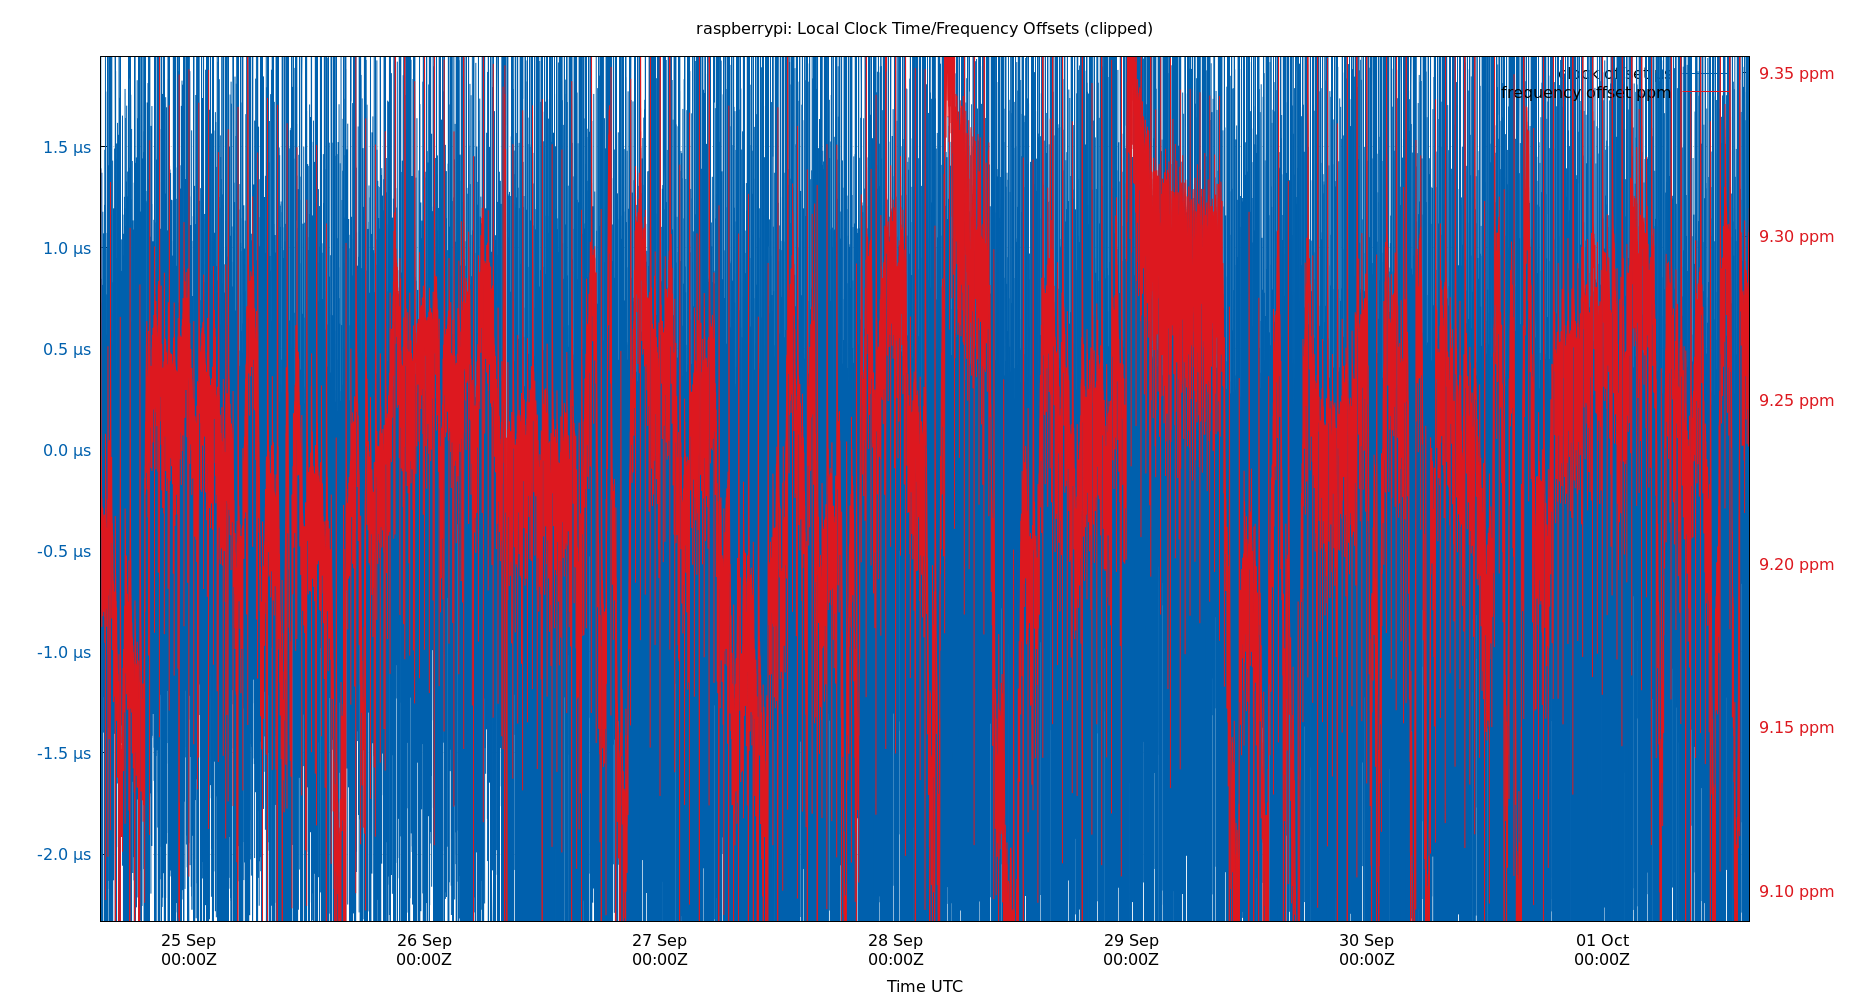 raspberrypi: Local Clock Time/Frequency Offsets (clipped)
clock offset µs
frequency offset ppm
1.5 µs
1.0 µs
0.5 µs
0.0 µs
-0.5 µs
-1.0 µs
-1.5 µs
-2.0 µs
9.35 ppm
9.30 ppm
9.25 ppm
9.20 ppm
9.15 ppm
9.10 ppm
25 Sep 26 Sep 27 Sep 28 Sep 29 Sep 30 Sep 01 Oct
00:00Z 00:00Z 00:00Z 00:00Z 00:00Z 00:00Z 00:00Z
Time UTC